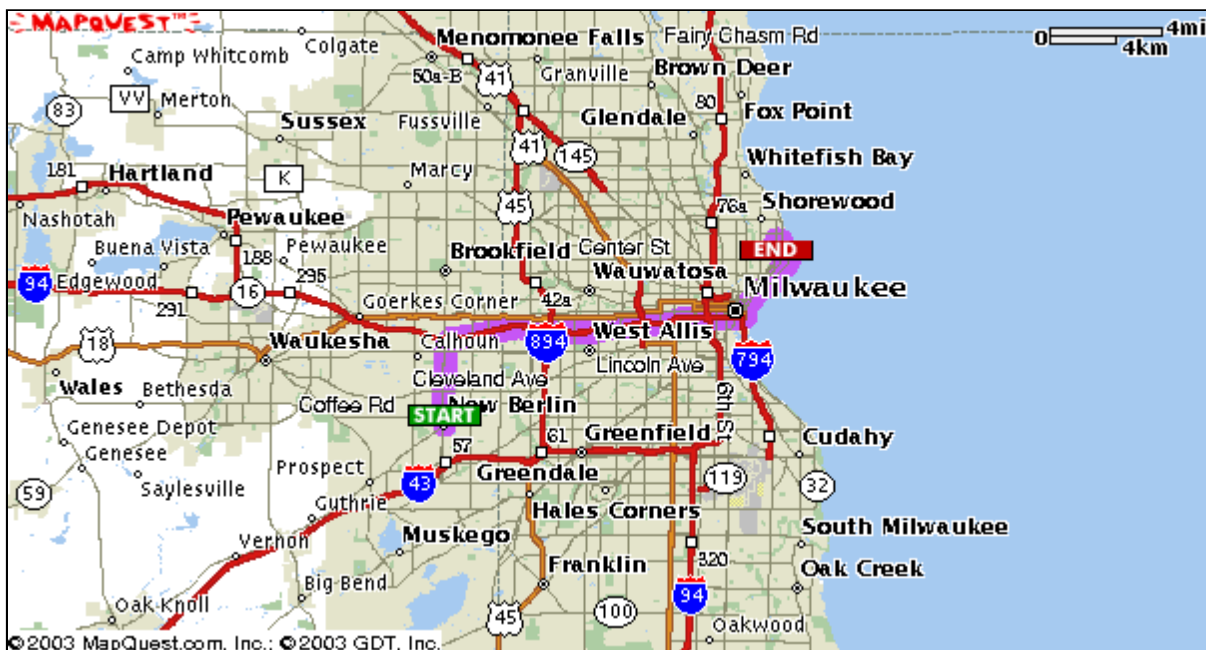 MAPQUEST™
Colgate
Menomonee Falls
Fairy Chasm Rd
0
4mi
4km
Camp Whitcomb
50a-B
41
Granville
Brown Deer
VV
Merton
83
Sussex
Fussville
80
Fox Point
Glendale
41
145
Whitefish Bay
181
Hartland
K
Marcy
45
Shorewood
76a
Nashotah
Pewaukee
Buena Vista
Pewaukee
188
Brookfield
Center St
END
94
Edgewood
295
16
291
42a
Wauwatosa
Milwaukee
Goerkes Corner
18
Waukesha
Calhoun
894
West Allis
794
Wales
Bethesda
Cleveland Ave
Lincoln Ave
Coffee Rd
START
New Berlin
6th St
Genesee Depot
57
61
Greenfield
Cudahy
Genesee
Prospect
Greendale
119
32
59
Saylesville
43
Guthrie
Hales Corners
Vernon
Muskego
South Milwaukee
320
Franklin
Oak Creek
Big Bend
94
Oak Knoll
45
100
Oakwood
©2003 MapQuest.com, Inc.; ©2003 GDT, Inc.